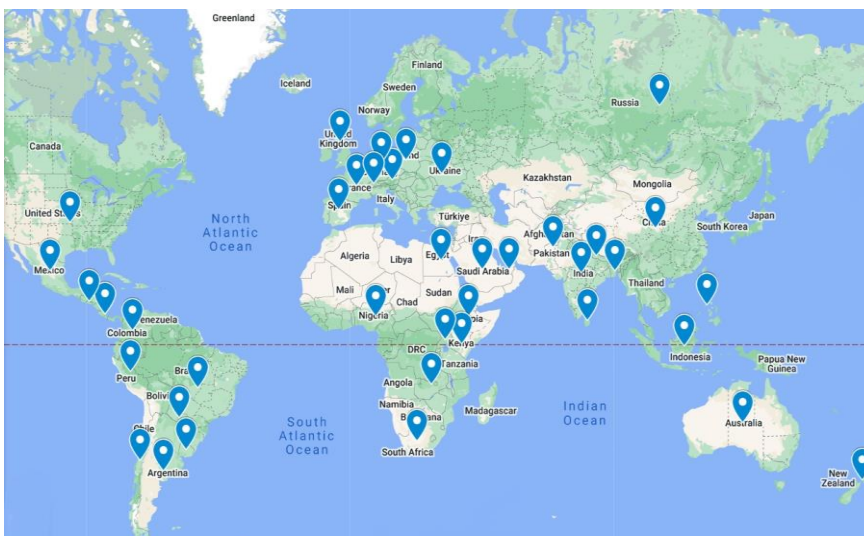 Greenland
Iceland
Finland
Sweden
Norway
Russia
United
Kingdom
Canada
Ukraine
France
Kazakhstan
Mongolia
Italy
Spain
United States
North
Atlantic
Ocean
Türkiye
China
Japan
South Korea
Afghanistan
Pakistan
Algeria
Libya
Egypt
Saudi Arabia
India
Mexico
Mali
Chad
Sudan
Thailand
Nigeria
Venezuela
Colombia
Kenya
DRC
Tanzania
Indonesia
Papua New
Guinea
Peru
Brazil
Angola
Bolivia
Namibia
Botswana
Madagascar
Indian
Ocean
South
Atlantic
Ocean
Chile
Australia
South Africa
Argentina
New
Zealand